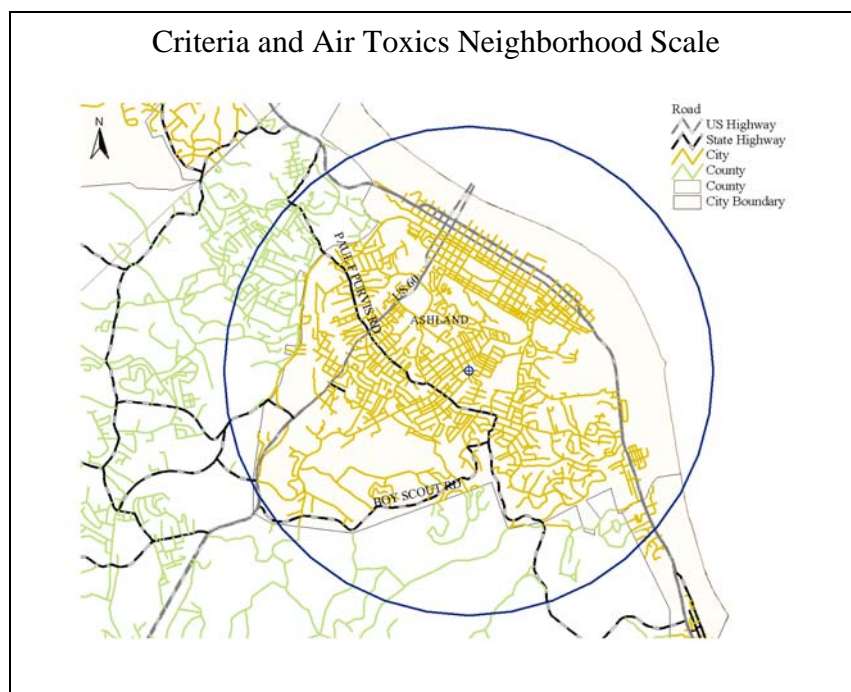 Criteria and Air Toxics Neighborhood Scale
N
Road
US Highway
State Highway
City
County
County
City Boundary
PAUL F PURVIS RD
US 60
ASHLAND
BOY SCOUT RD